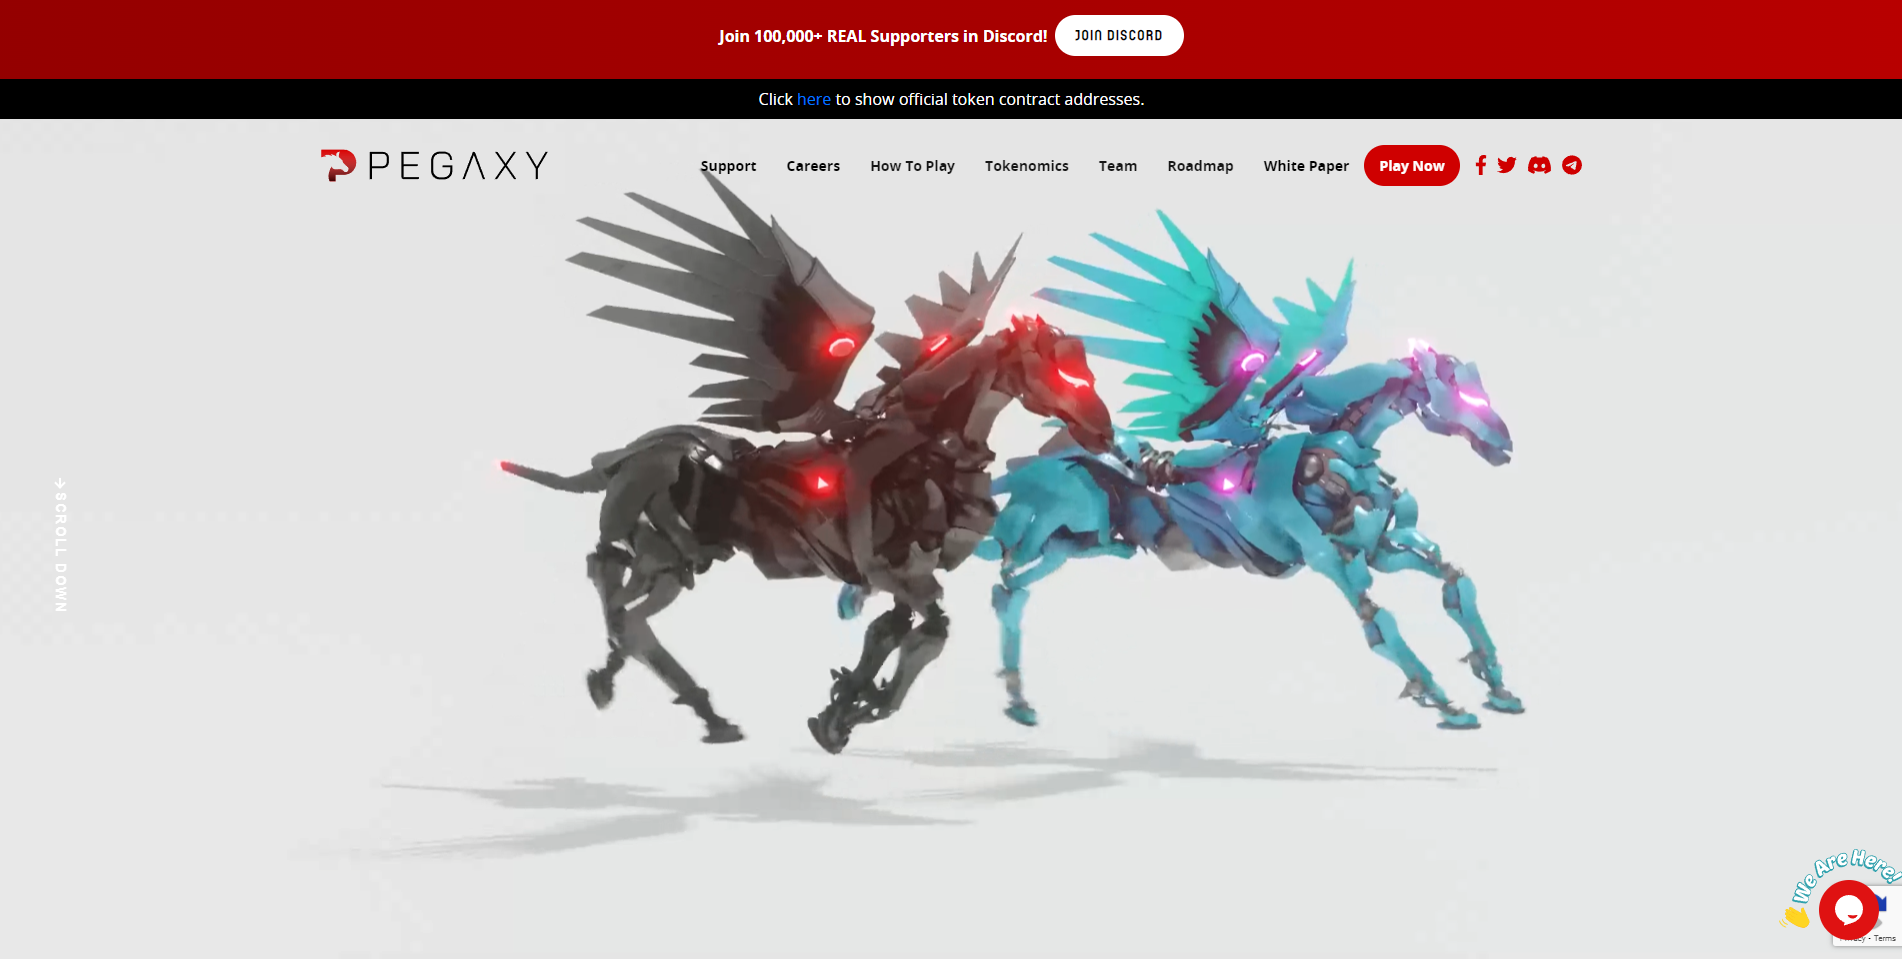 Join 100,000+ REAL Supporters in Discord! JOIN DISCORD
Click here to show official token contract addresses.
PEGAXY Support Careers How To Play Tokenomics Team Roadmap White Paper Play Now
SCROLL DOWN
We Are Here!
- Terms